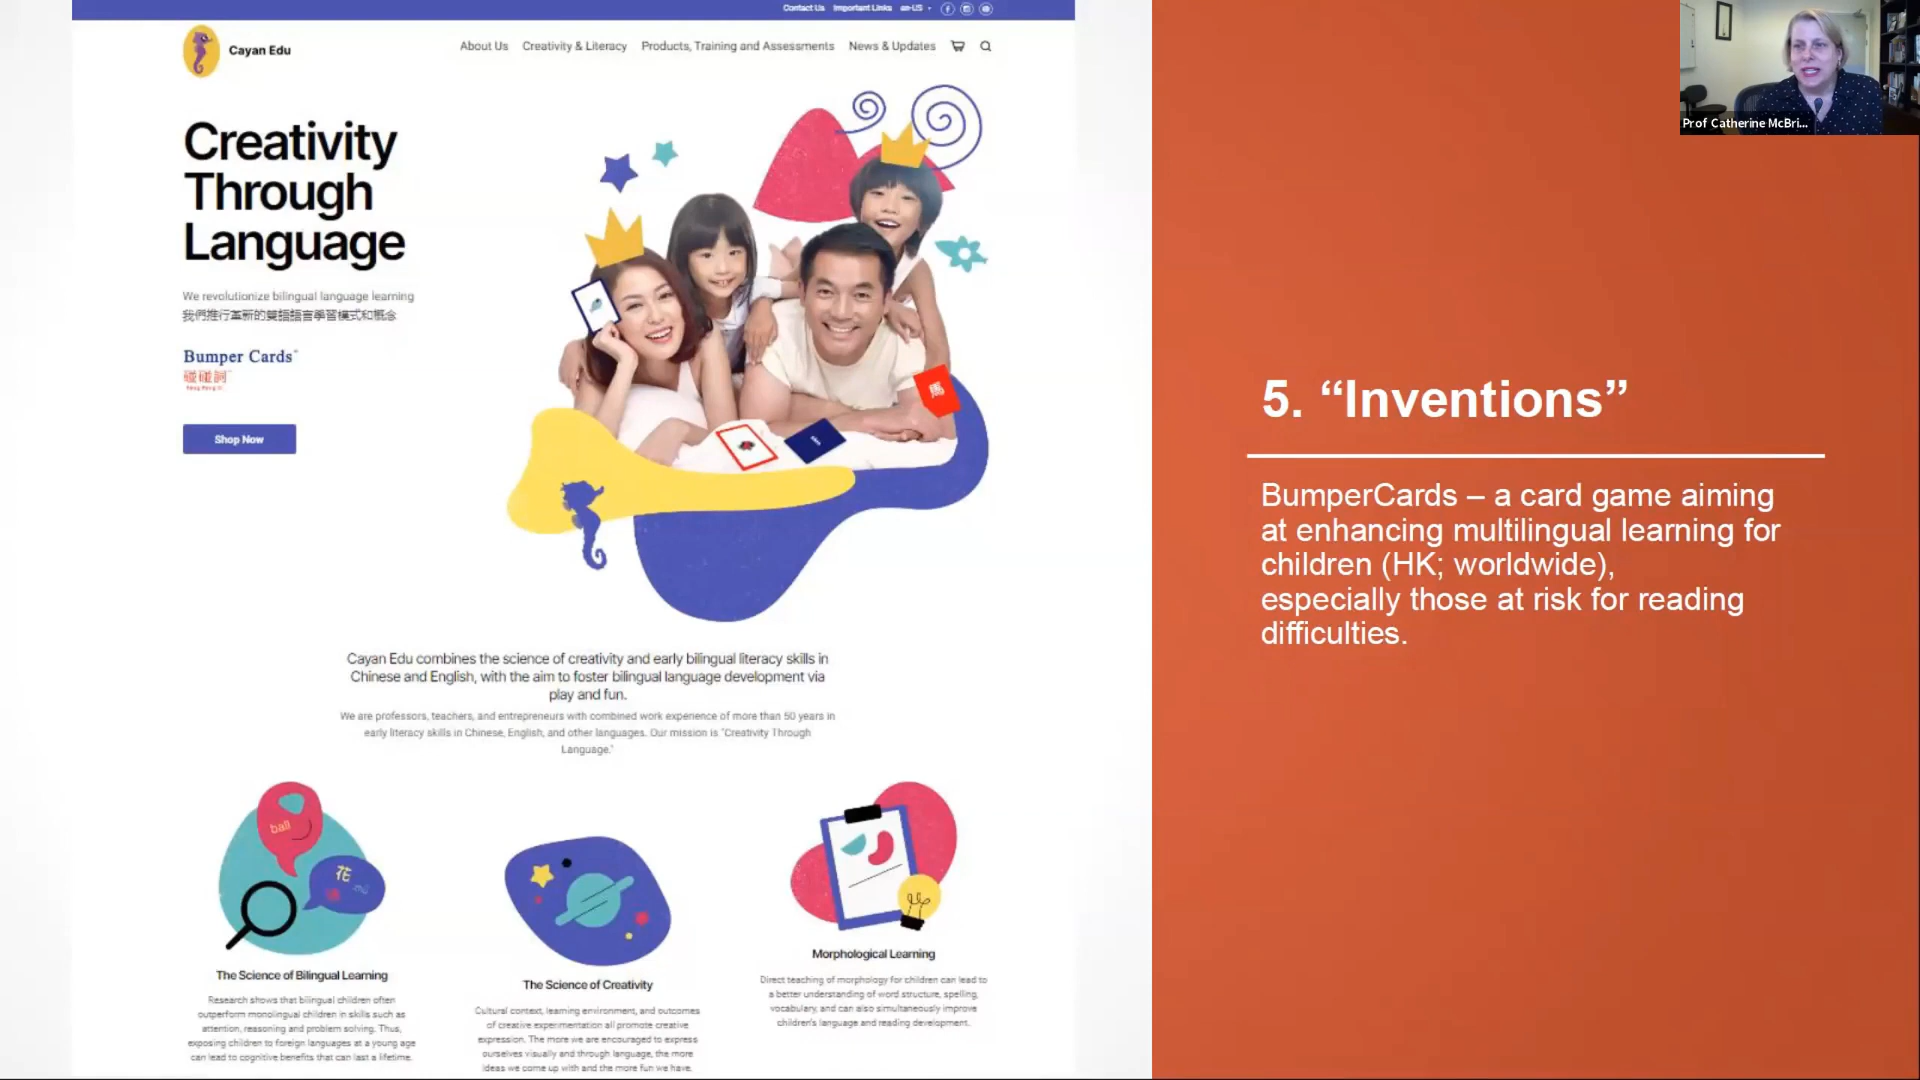 Contact Us Important Links en-US
Cayan Edu
About Us Creativity & Literacy Products, Training and Assessments News & Updates
Creativity
Through
Language
We revolutionize bilingual language learning
我們推行革新的雙語語言學習模式和概念
Bumper Cards™
碰碰詞
Shop Now
馬
Cayan Edu combines the science of creativity and early bilingual literacy skills in
Chinese and English, with the aim to foster bilingual language development via
play and fun.
We are professors, teachers, and entrepreneurs with combined work experience of more than 50 years in
early literacy skills in Chinese, English, and other languages. Our mission is "Creativity Through
Language."
ball
花
The Science of Bilingual Learning
Research shows that bilingual children often
outperform monolingual children in skills such as
attention, reasoning and problem solving. Thus,
exposing children to foreign languages at a young age
can lead to cognitive benefits that can last a lifetime.
The Science of Creativity
Cultural context, learning environment, and outcomes
of creative experimentation all promote creative
expression. The more we are encouraged to express
ourselves visually and through language, the more
ideas we come up with and the more fun we have.
Morphological Learning
Direct teaching of morphology for children can lead to
a better understanding of word structure, spelling,
vocabulary, and can also simultaneously improve
children's language and reading development.
5. “Inventions”
BumperCards – a card game aiming
at enhancing multilingual learning for
children (HK; worldwide),
especially those at risk for reading
difficulties.
Prof Catherine McBri...